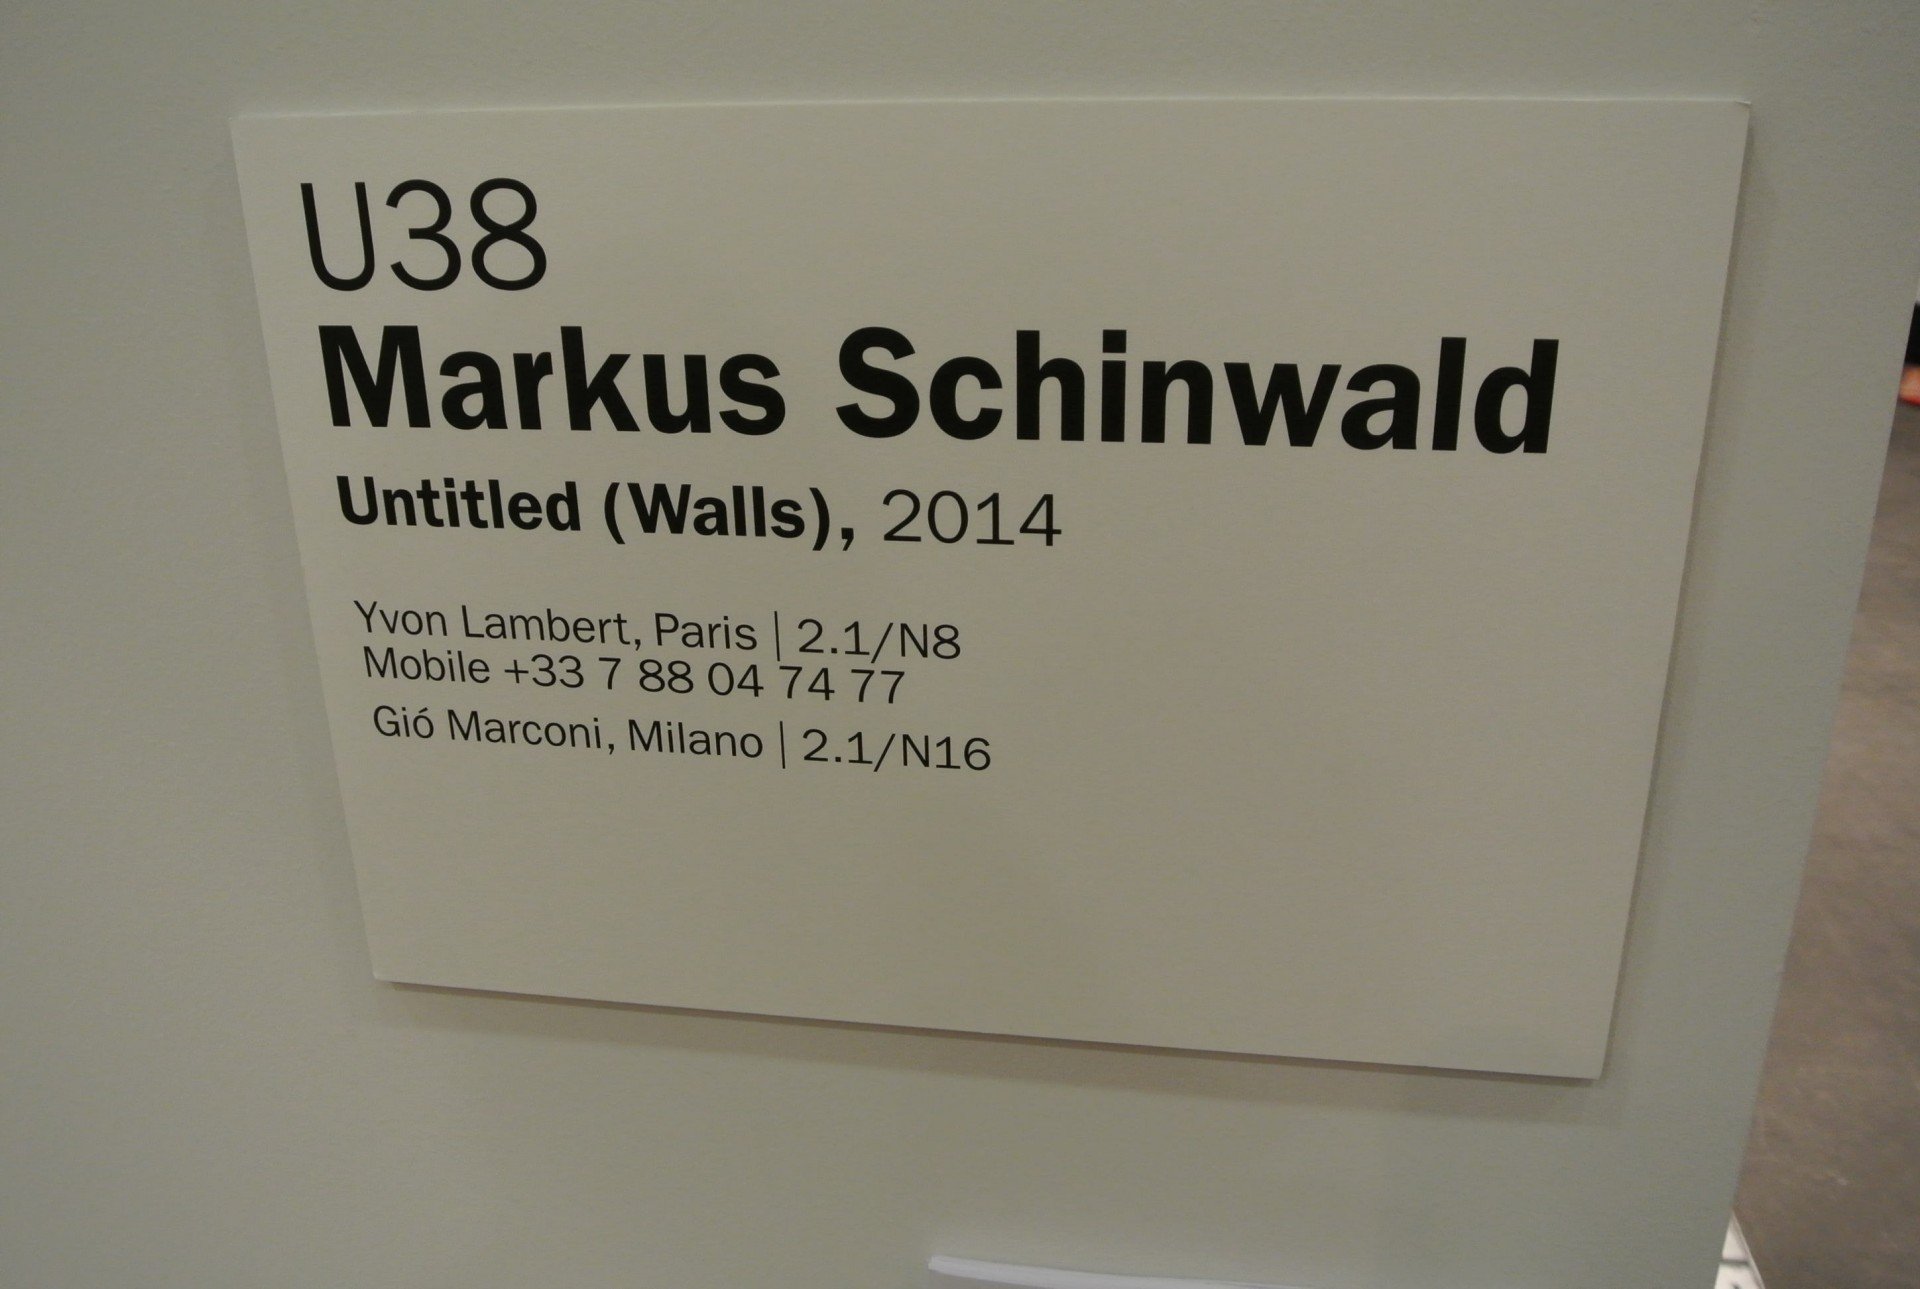 U38
Markus Schinwald
Untitled (Walls), 2014
Yvon Lambert, Paris | 2.1/N8
Mobile +33 7 88 04 74 77
Gió Marconi, Milano | 2.1/N16